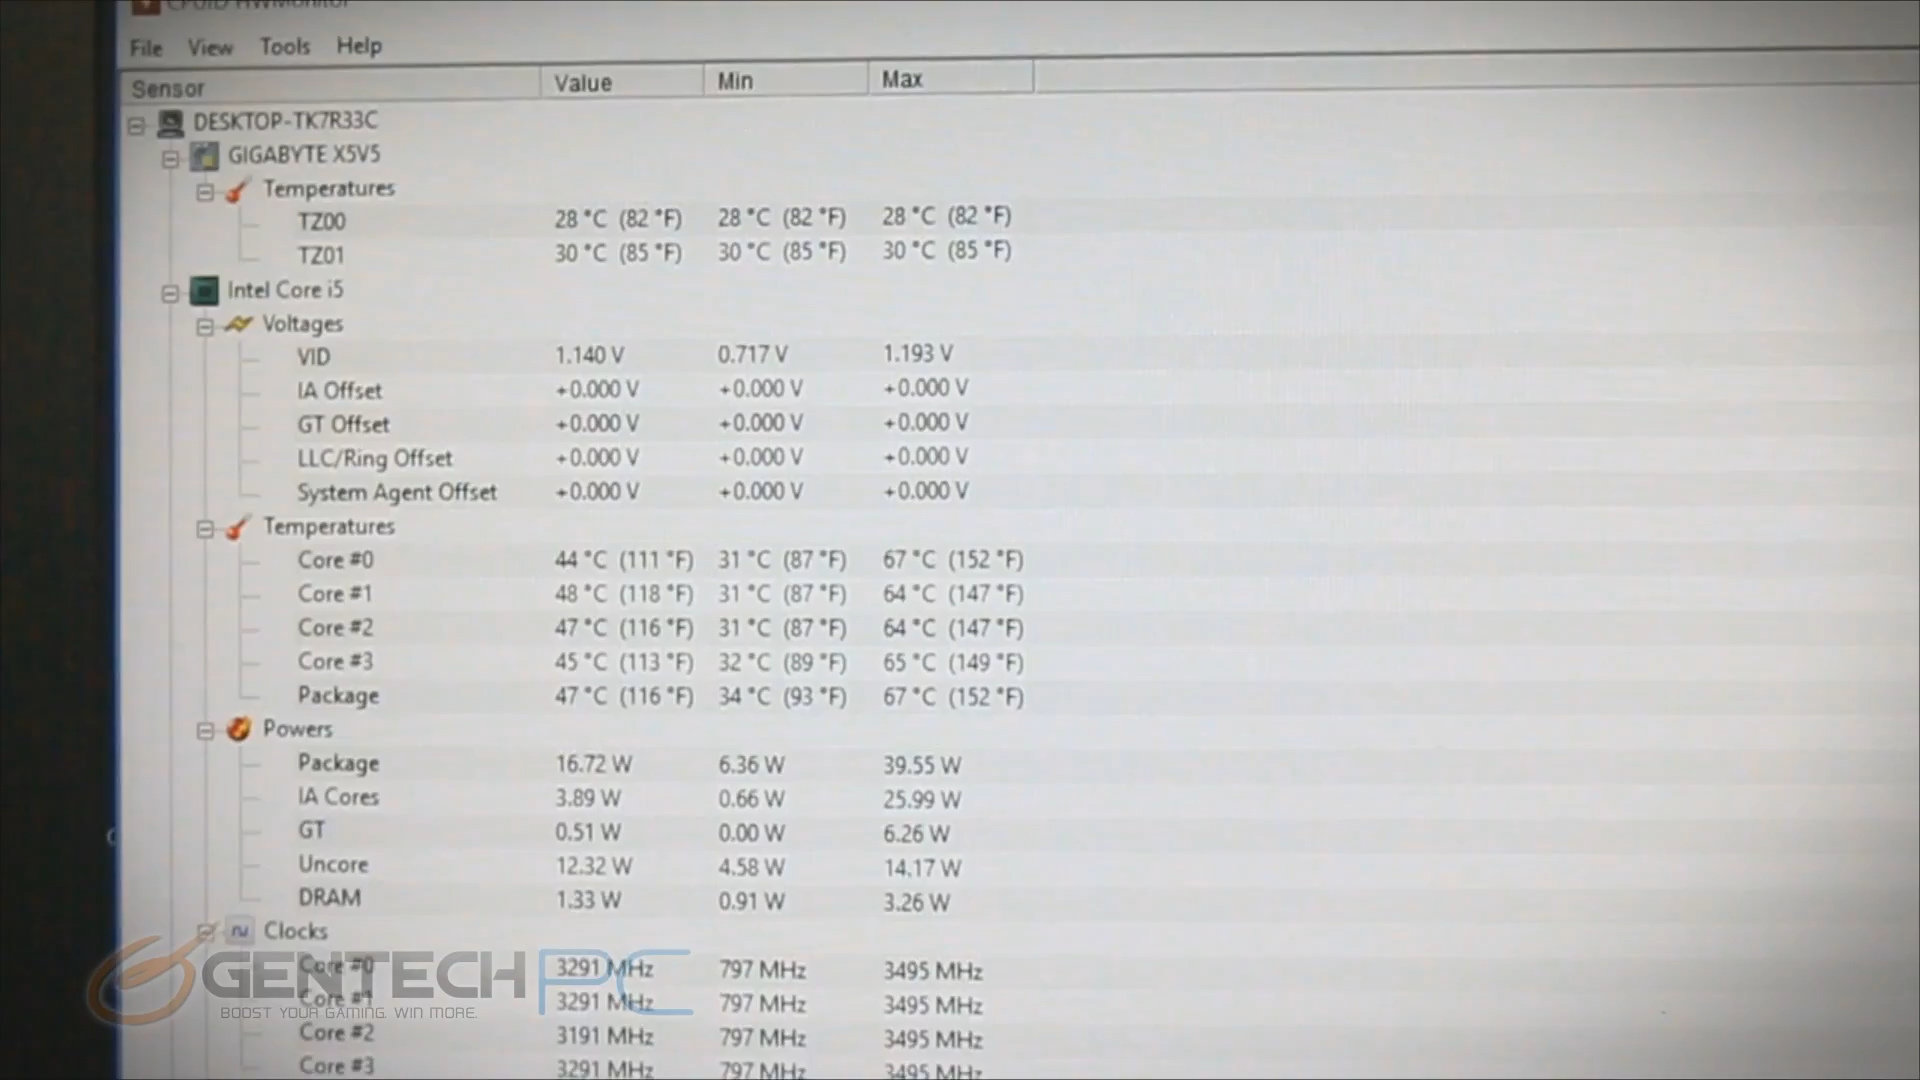 CPUID HWMonitor
File View Tools Help
Sensor Value Min Max
DESKTOP-TK7R33C
GIGABYTE X5V5
Temperatures
TZ00 28 °C (82 °F) 28 °C (82 °F) 28 °C (82 °F)
TZ01 30 °C (85 °F) 30 °C (85 °F) 30 °C (85 °F)
Intel Core i5
Voltages
VID 1.140 V 0.717 V 1.193 V
IA Offset +0.000 V +0.000 V +0.000 V
GT Offset +0.000 V +0.000 V +0.000 V
LLC/Ring Offset +0.000 V +0.000 V +0.000 V
System Agent Offset +0.000 V +0.000 V +0.000 V
Temperatures
Core #0 44 °C (111 °F) 31 °C (87 °F) 67 °C (152 °F)
Core #1 48 °C (118 °F) 31 °C (87 °F) 64 °C (147 °F)
Core #2 47 °C (116 °F) 31 °C (87 °F) 64 °C (147 °F)
Core #3 45 °C (113 °F) 32 °C (89 °F) 65 °C (149 °F)
Package 47 °C (116 °F) 34 °C (93 °F) 67 °C (152 °F)
Powers
Package 16.72 W 6.36 W 39.55 W
IA Cores 3.89 W 0.66 W 25.99 W
GT 0.51 W 0.00 W 6.26 W
Uncore 12.32 W 4.58 W 14.17 W
DRAM 1.33 W 0.91 W 3.26 W
Clocks
Core #0 3291 MHz 797 MHz 3495 MHz
Core #1 3291 MHz 797 MHz 3495 MHz
Core #2 3191 MHz 797 MHz 3495 MHz
Core #3 3291 MHz 797 MHz 3495 MHz
GENTECH PC
BOOST YOUR GAMING. WIN MORE.